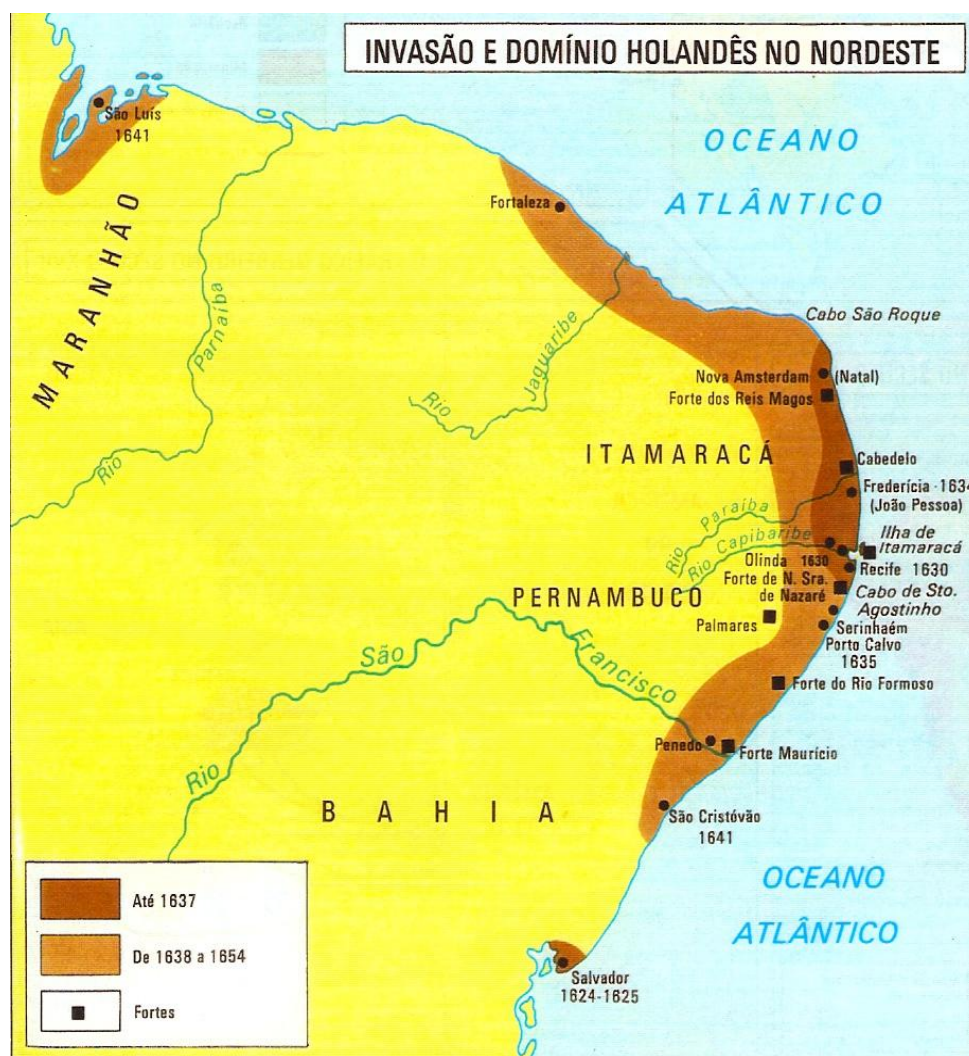 INVASÃO E DOMÍNIO HOLANDÊS NO NORDESTE
OCEANO
ATLÂNTICO
São Luís
1641
MARANHÃO
Rio
Parnaíba
Fortaleza
Rio
Jaguaribe
Cabo São Roque
Nova Amsterdam (Natal)
Forte dos Reis Magos
ITAMARACÁ
Cabedelo
Frederícia - 1634
(João Pessoa)
Rio Paraíba
Rio Capibaribe
Ilha de
Itamaracá
Olinda 1630
Recife 1630
Forte de N. Sra.
de Nazaré
Cabo de Sto.
Agostinho
PERNAMBUCO
Palmares
Serinhaém
Porto Calvo
1635
Forte do Rio Formoso
Rio
São
Francisco
Penedo
Forte Maurício
BAHIA
São Cristóvão
1641
OCEANO
ATLÂNTICO
Salvador
1624-1625
Até 1637
De 1638 a 1654
Fortes